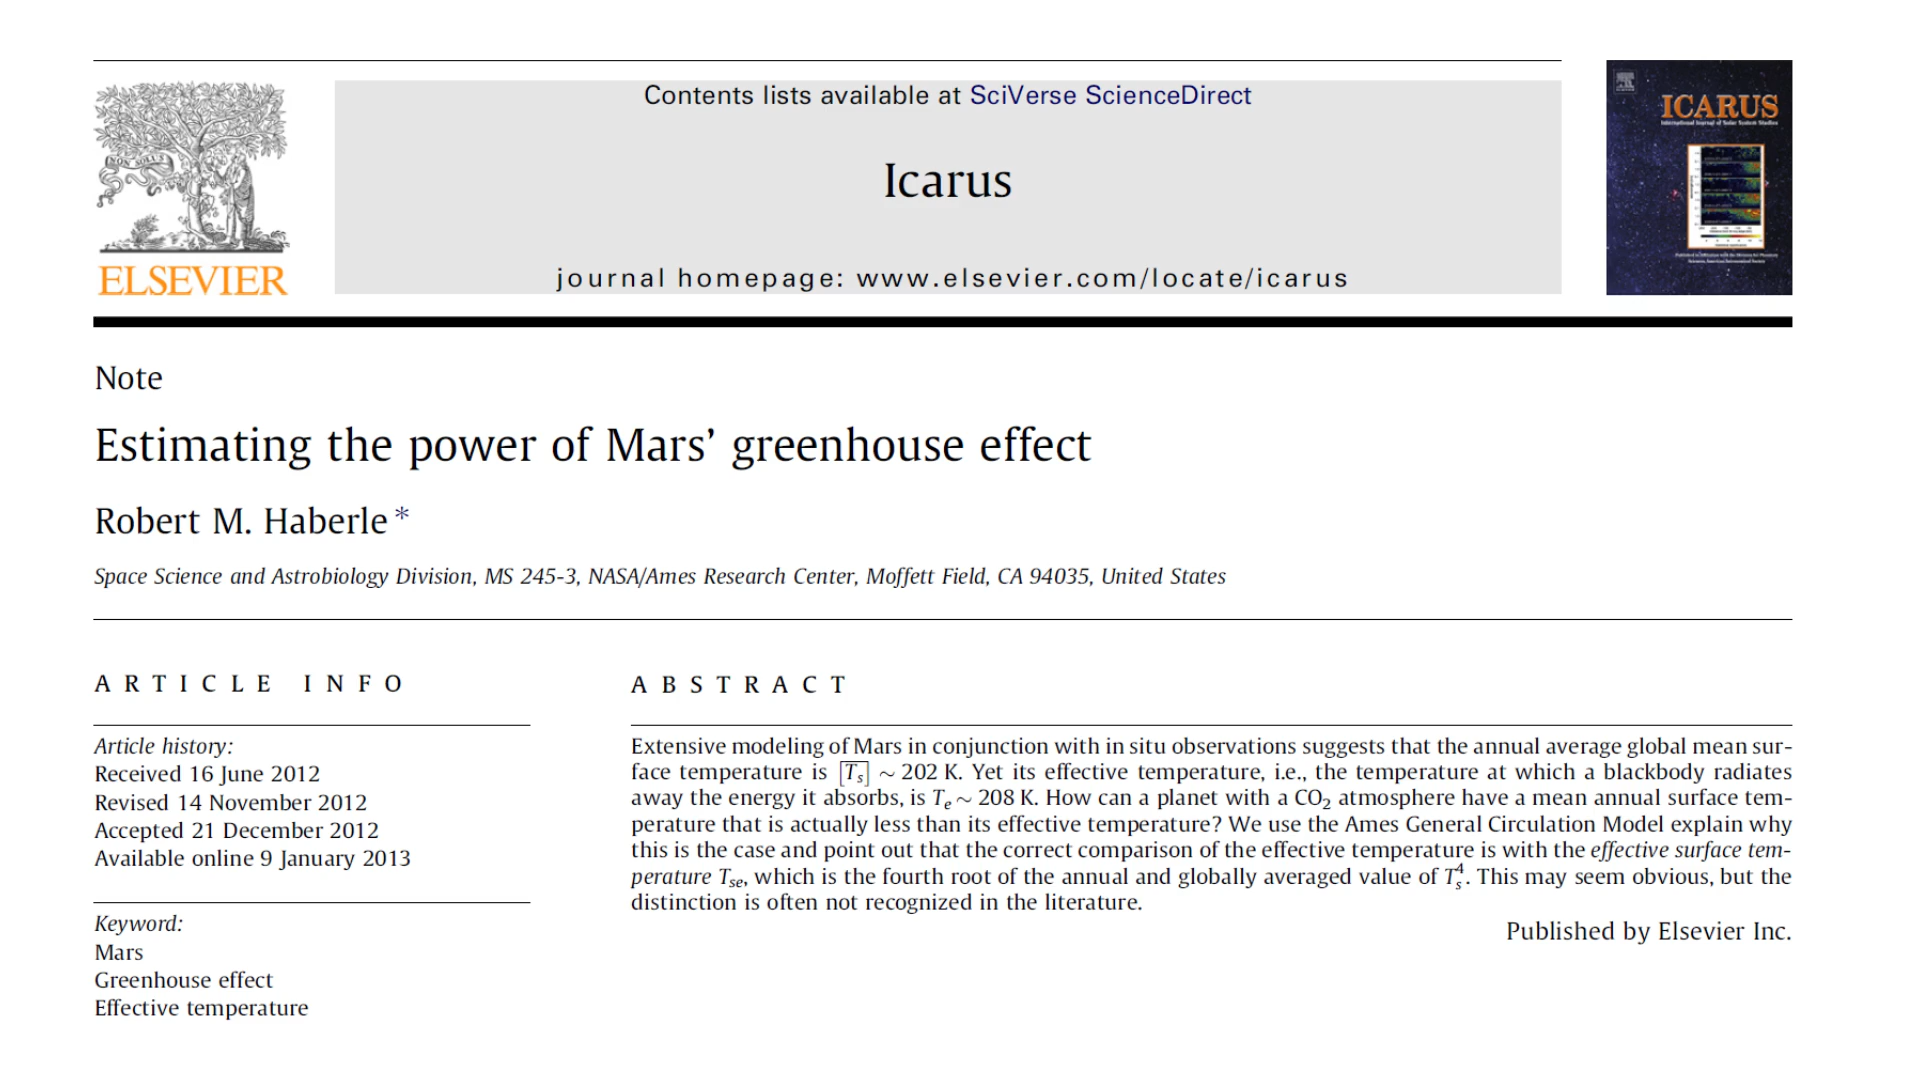 Contents lists available at SciVerse ScienceDirect
Icarus
journal homepage: www.elsevier.com/locate/icarus
NON SOLUS
ELSEVIER
ICARUS
International Journal of Solar System Studies
Note
Estimating the power of Mars’ greenhouse effect
Robert M. Haberle *
Space Science and Astrobiology Division, MS 245-3, NASA/Ames Research Center, Moffett Field, CA 94035, United States
ARTICLE INFO
Article history:
Received 16 June 2012
Revised 14 November 2012
Accepted 21 December 2012
Available online 9 January 2013
Keyword:
Mars
Greenhouse effect
Effective temperature
ABSTRACT
Extensive modeling of Mars in conjunction with in situ observations suggests that the annual average global mean sur-
face temperature is [T̅s] ~ 202 K. Yet its effective temperature, i.e., the temperature at which a blackbody radiates
away the energy it absorbs, is Te ~ 208 K. How can a planet with a CO₂ atmosphere have a mean annual surface tem-
perature that is actually less than its effective temperature? We use the Ames General Circulation Model explain why
this is the case and point out that the correct comparison of the effective temperature is with the effective surface tem-
perature Tse, which is the fourth root of the annual and globally averaged value of Ts⁴. This may seem obvious, but the
distinction is often not recognized in the literature.
Published by Elsevier Inc.